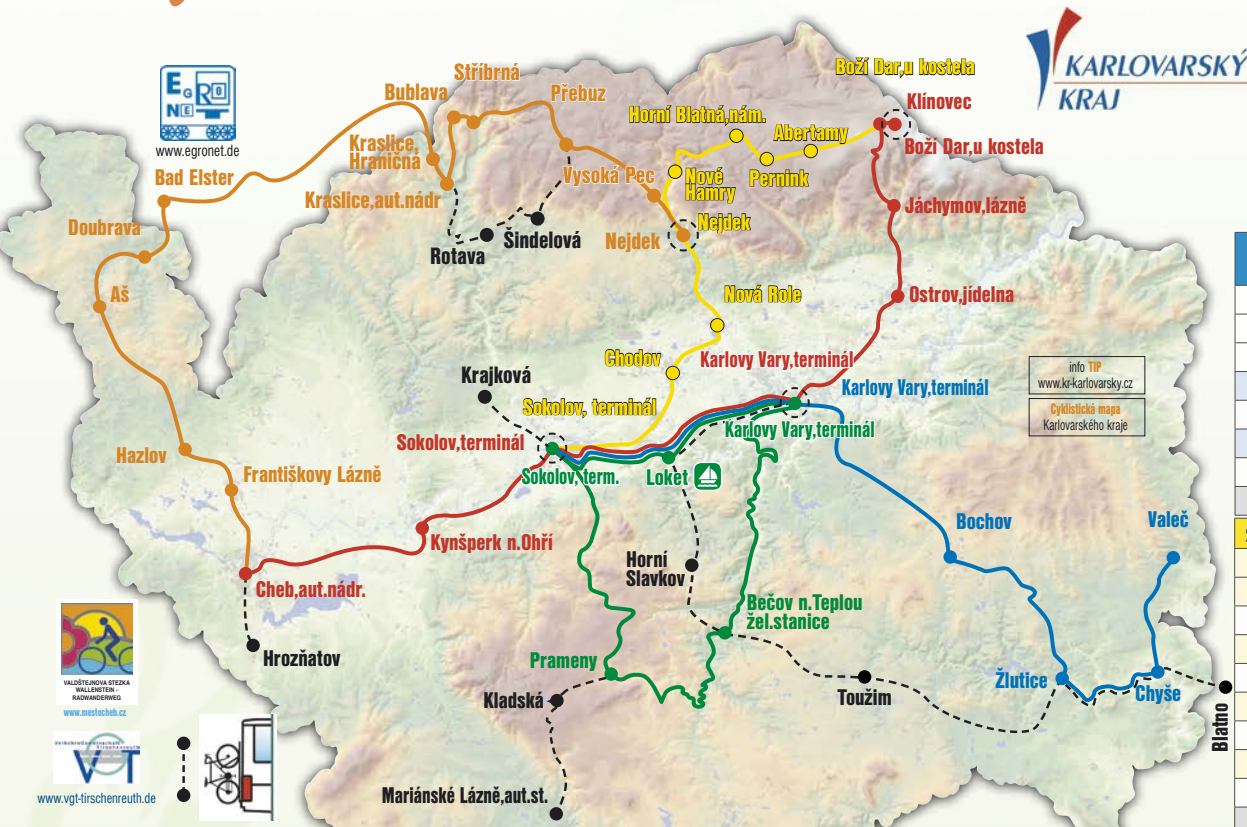 KARLOVARSKÝ
KRAJ
EGRONET
www.egronet.de
Boží Dar,u kostela
Klínovec
Boží Dar,u kostela
Stříbrná
Bublava
Přebuz
Horní Blatná,nám.
Abertamy
Kraslice,
Hraničná
Vysoká Pec
Nové
Hamry
Pernink
Bad Elster
Kraslice,aut.nádr
Jáchymov,lázně
Doubrava
Rotava
Šindelová
Nejdek
Nejdek
Aš
Nová Role
Ostrov,jídelna
Chodov
Karlovy Vary,terminál
info TIP
www.kr-karlovarsky.cz
Krajková
Karlovy Vary,terminál
Cyklistická mapa
Karlovarského kraje
Sokolov, terminál
Karlovy Vary,terminál
Sokolov,terminál
Hazlov
Františkovy Lázně
Sokolov, term.
Loket
Kynšperk n.Ohří
Bochov
Valeč
Horní
Slavkov
Cheb,aut.nádr.
Bečov n.Teplou
žel.stanice
Hrozňatov
Prameny
Kladská
Toužim
Žlutice
Chyše
Blatno
VALDŠTEJNOVA STEZKA
WALLENSTEIN -
RADWANDERWEG
www.mestocheb.cz
VGT
www.vgt-tirschenreuth.de
Mariánské Lázně,aut.st.